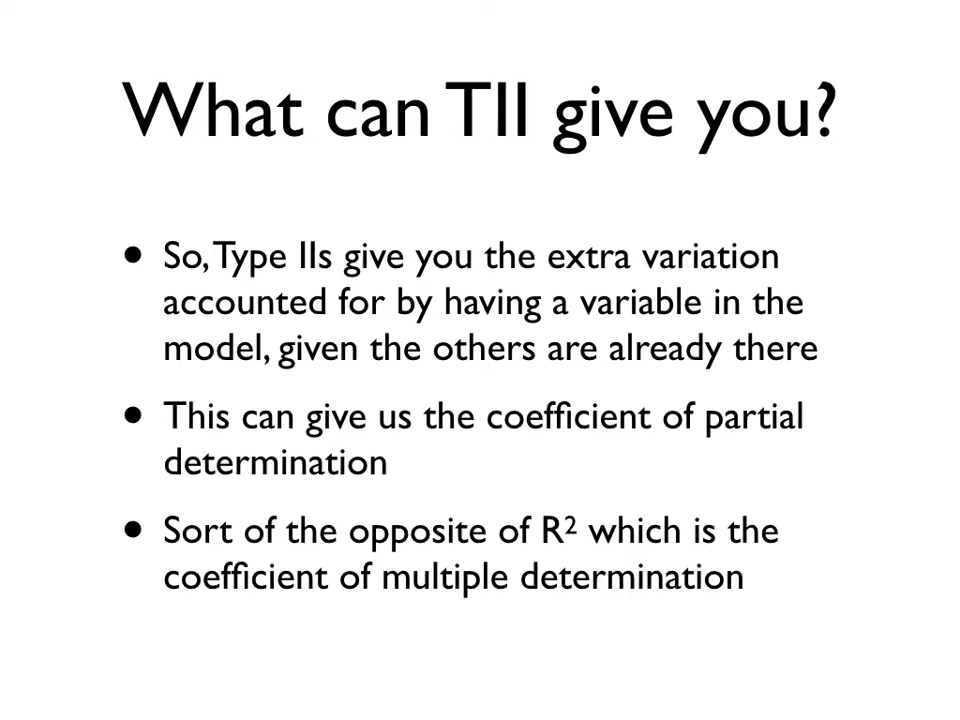 What can TII give you?
• So, Type IIs give you the extra variation
accounted for by having a variable in the
model, given the others are already there
• This can give us the coefficient of partial
determination
• Sort of the opposite of R² which is the
coefficient of multiple determination